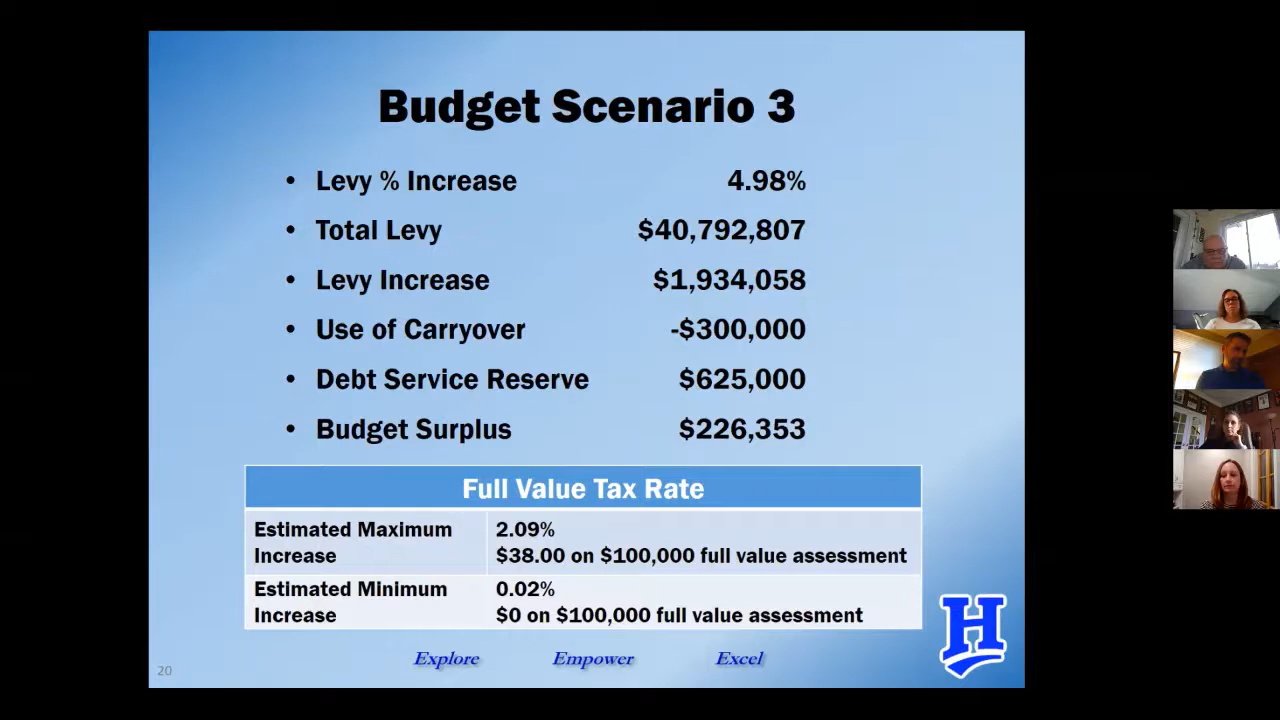 Budget Scenario 3
• Levy % Increase 4.98%
• Total Levy $40,792,807
• Levy Increase $1,934,058
• Use of Carryover -$300,000
• Debt Service Reserve $625,000
• Budget Surplus $226,353
Full Value Tax Rate
Estimated Maximum Increase
2.09%
$38.00 on $100,000 full value assessment
Estimated Minimum Increase
0.02%
$0 on $100,000 full value assessment
Explore Empower Excel
20
H